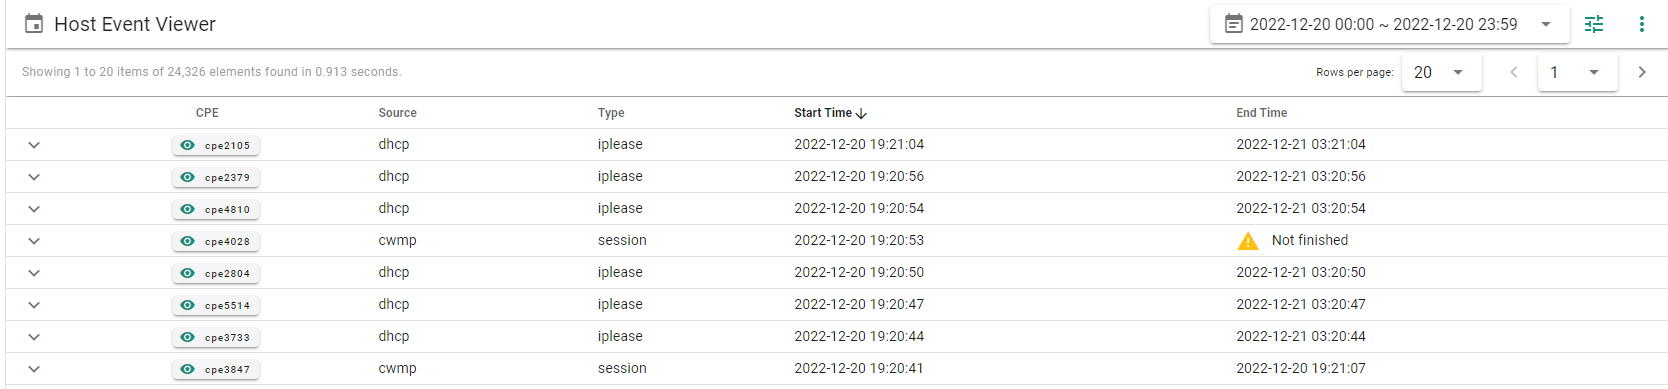 Host Event Viewer
2022-12-20 00:00 ~ 2022-12-20 23:59
Showing 1 to 20 items of 24,326 elements found in 0.913 seconds.
Rows per page: 20 1
CPE Source Type Start Time End Time
cpe2105 dhcp iplease 2022-12-20 19:21:04 2022-12-21 03:21:04
cpe2379 dhcp iplease 2022-12-20 19:20:56 2022-12-21 03:20:56
cpe4810 dhcp iplease 2022-12-20 19:20:54 2022-12-21 03:20:54
cpe4028 cwmp session 2022-12-20 19:20:53 Not finished
cpe2804 dhcp iplease 2022-12-20 19:20:50 2022-12-21 03:20:50
cpe5514 dhcp iplease 2022-12-20 19:20:47 2022-12-21 03:20:47
cpe3733 dhcp iplease 2022-12-20 19:20:44 2022-12-21 03:20:44
cpe3847 cwmp session 2022-12-20 19:20:41 2022-12-20 19:21:07